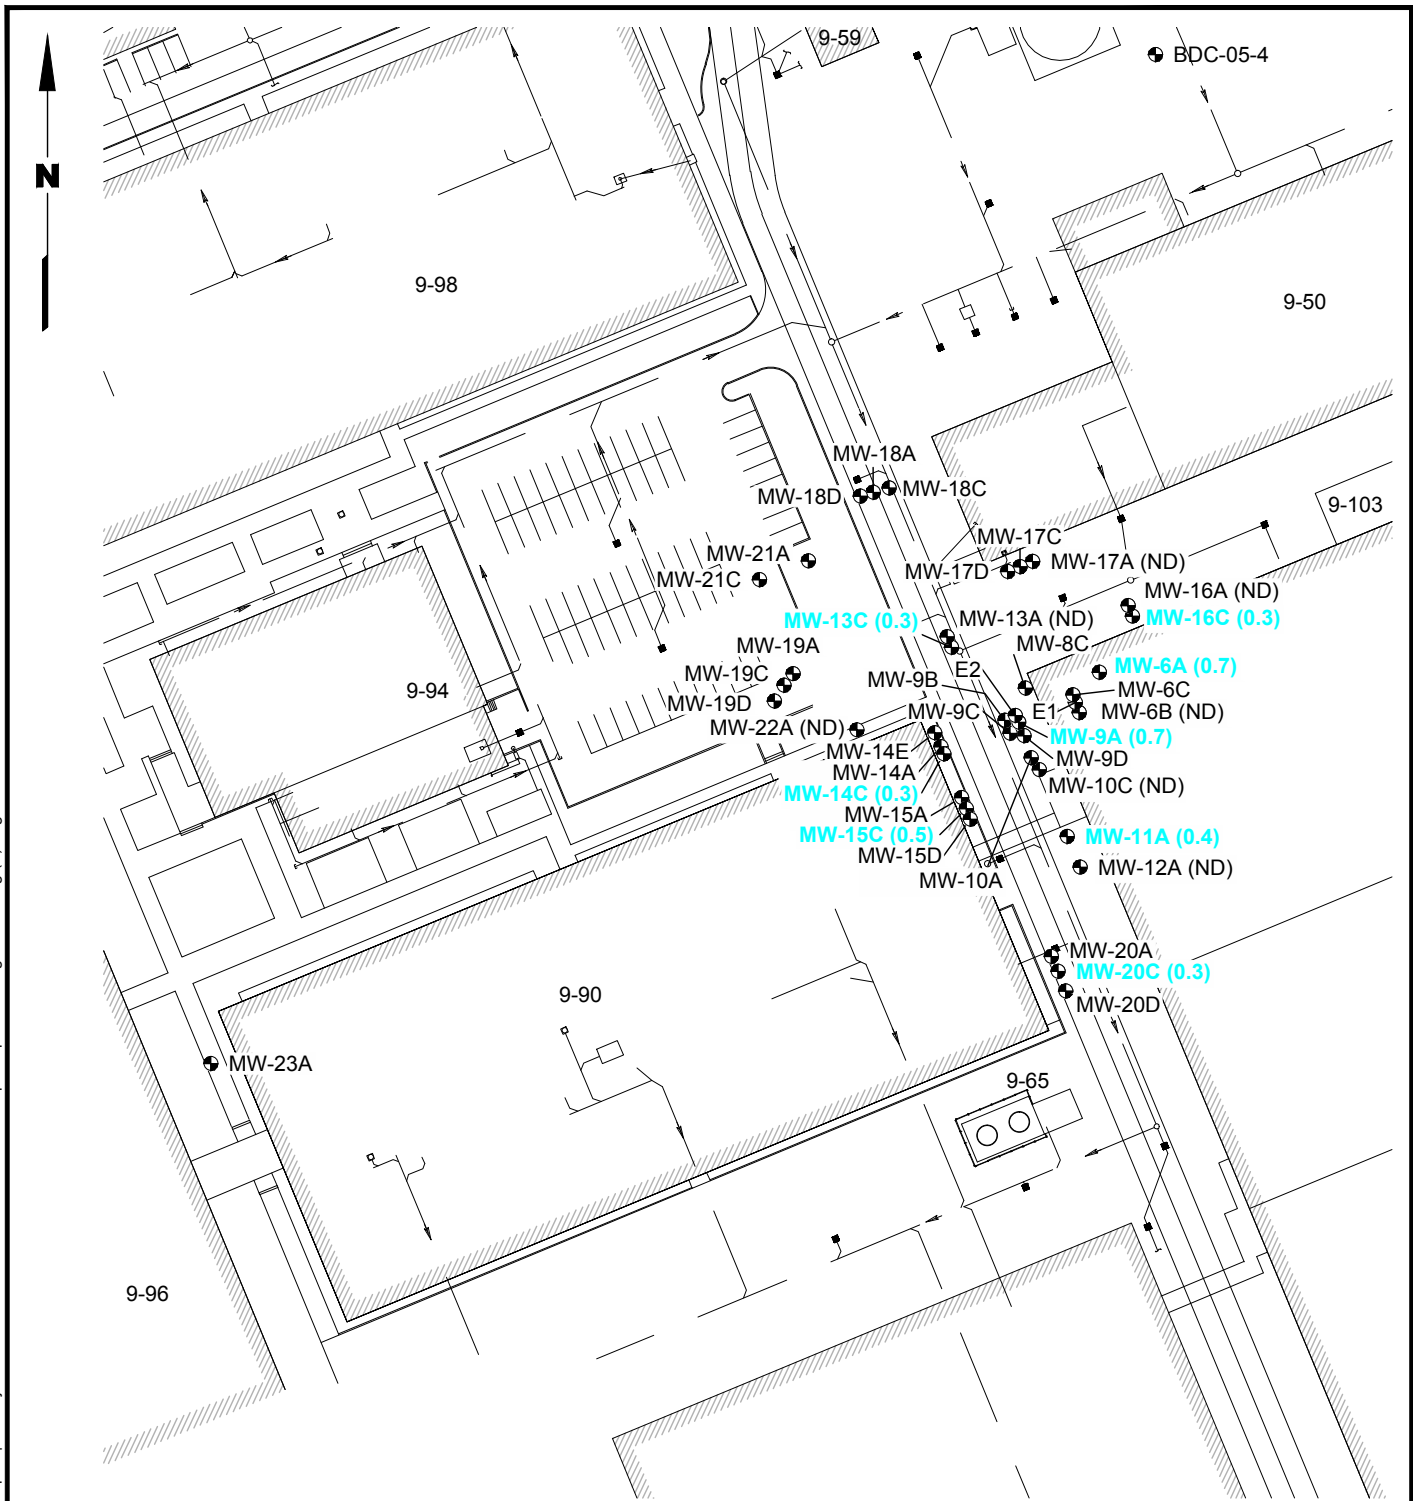 9-59
BDC-05-4
N
9-98
9-50
MW-18A
MW-18D
MW-18C
9-103
MW-17C
MW-21A
MW-17A (ND)
MW-21C
MW-17D
MW-16A (ND)
MW-13C (0.3)
MW-13A (ND)
MW-16C (0.3)
MW-8C
MW-19A
E2
MW-6A (0.7)
MW-19C
MW-9B
MW-6C
9-94
MW-19D
MW-9C
E1
MW-6B (ND)
MW-22A (ND)
MW-9A (0.7)
MW-14E
MW-9D
MW-14A
MW-10C (ND)
MW-14C (0.3)
MW-15A
MW-15C (0.5)
MW-11A (0.4)
MW-15D
MW-12A (ND)
MW-10A
MW-20A
MW-20C (0.3)
9-90
MW-20D
MW-23A
9-65
9-96